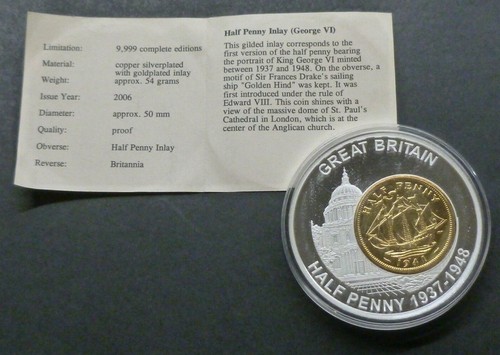 Limitation: 9,999 complete editions
Material: copper silverplated
with goldplated inlay
Weight: approx. 54 grams
Issue Year: 2006
Diameter: approx. 50 mm
Quality: proof
Obverse: Half Penny Inlay
Reverse: Britannia
Half Penny Inlay (George VI)
This gilded inlay corresponds to the
first version of the half penny bearing
the portrait of King George VI minted
between 1937 and 1948. On the obverse, a
motif of Sir Frances Drake's sailing
ship "Golden Hind" was kept. It was
first introduced under the rule of
Edward VIII. This coin shines with a
view of the massive dome of St. Paul's
Cathedral in London, which is at the
center of the Anglican church.
GREAT BRITAIN
HALF PENNY
1941
HALF PENNY 1937-1948